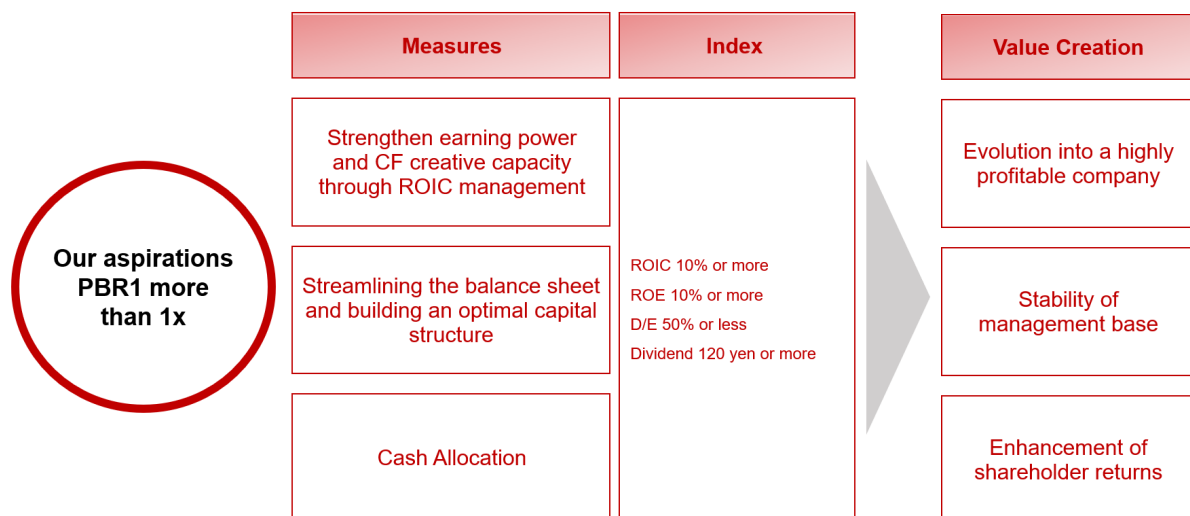 Measures
Index
Value Creation
Our aspirations
PBR1 more
than 1x
Strengthen earning power
and CF creative capacity
through ROIC management
Streamlining the balance sheet
and building an optimal capital
structure
Cash Allocation
ROIC 10% or more
ROE 10% or more
D/E 50% or less
Dividend 120 yen or more
Evolution into a highly
profitable company
Stability of
management base
Enhancement of
shareholder returns